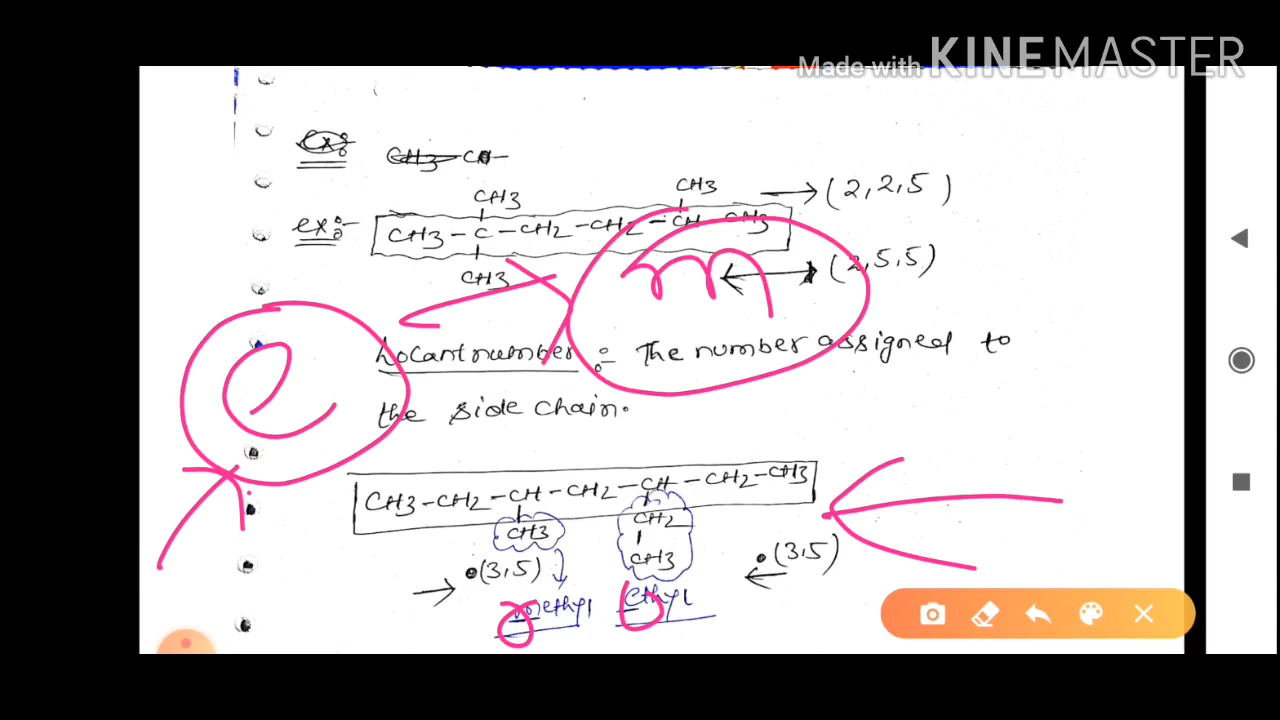 Made with KINEMASTER
ex:
CH3-CH-
CH3 CH3 → (2,2,5)
ex:- CH3-C-CH2-CH2-CH-CH3
CH3 ↔ (2,5,5)
m
e
Locant number :- The number assigned to
the side chain.
CH3-CH2-CH-CH2-CH-CH2-CH3
CH3 CH2
CH3
→ •(3,5) •(3,5) ←
methyl Ethyl